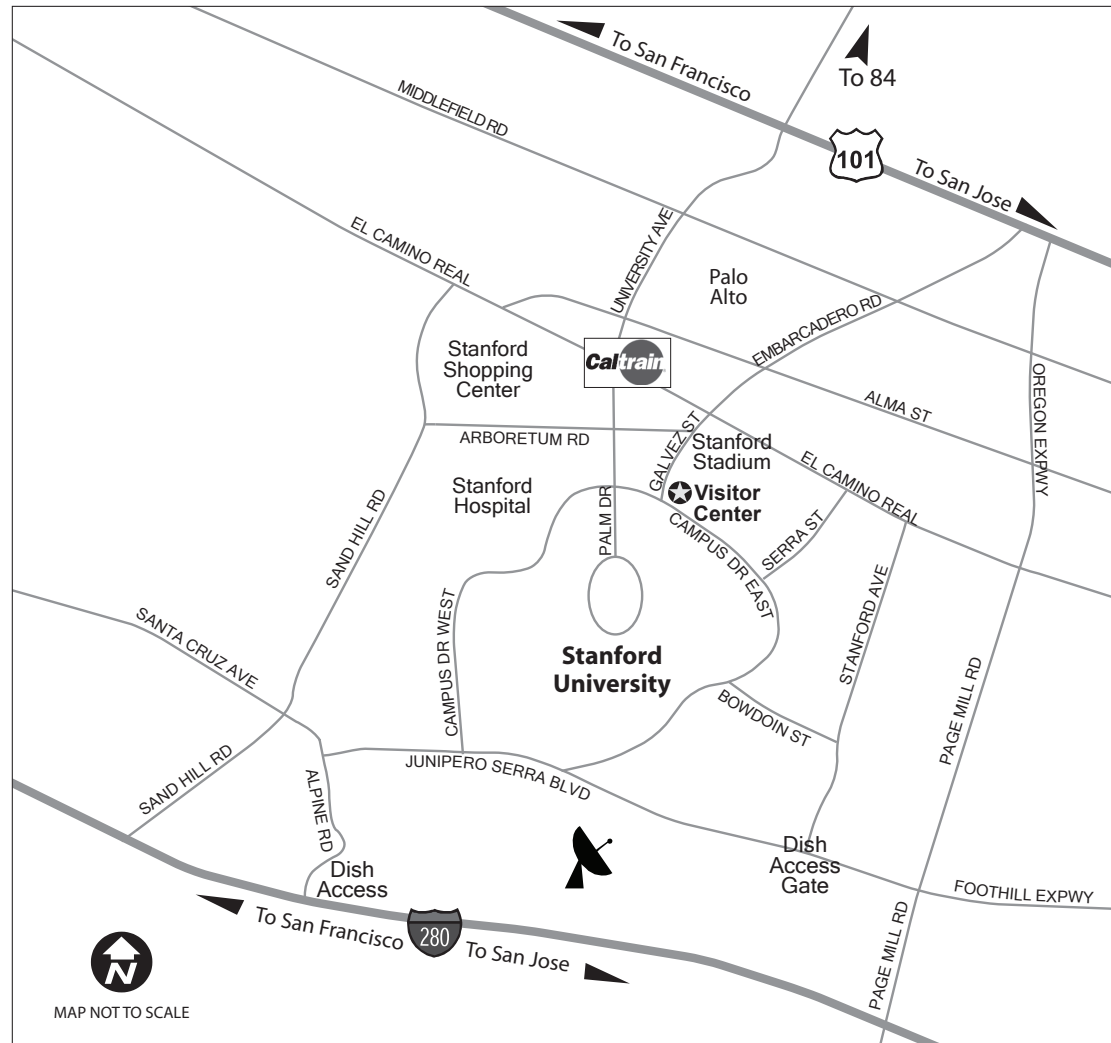 To San Francisco
To 84
MIDDLEFIELD RD
101
To San Jose
EL CAMINO REAL
UNIVERSITY AVE
Palo
Alto
EMBARCADERO RD
Stanford
Shopping
Center
Caltrain
OREGON EXPWY
ALMA ST
ARBORETUM RD
GALVEZ ST
Stanford
Stadium
EL CAMINO REAL
Stanford
Hospital
Visitor
Center
PALM DR
CAMPUS DR EAST
SERRA ST
SAND HILL RD
STANFORD AVE
SANTA CRUZ AVE
CAMPUS DR WEST
Stanford
University
BOWDOIN ST
PAGE MILL RD
SAND HILL RD
JUNIPERO SERRA BLVD
ALPINE RD
Dish
Access
Dish
Access
Gate
FOOTHILL EXPWY
To San Francisco
280
To San Jose
PAGE MILL RD
N
MAP NOT TO SCALE